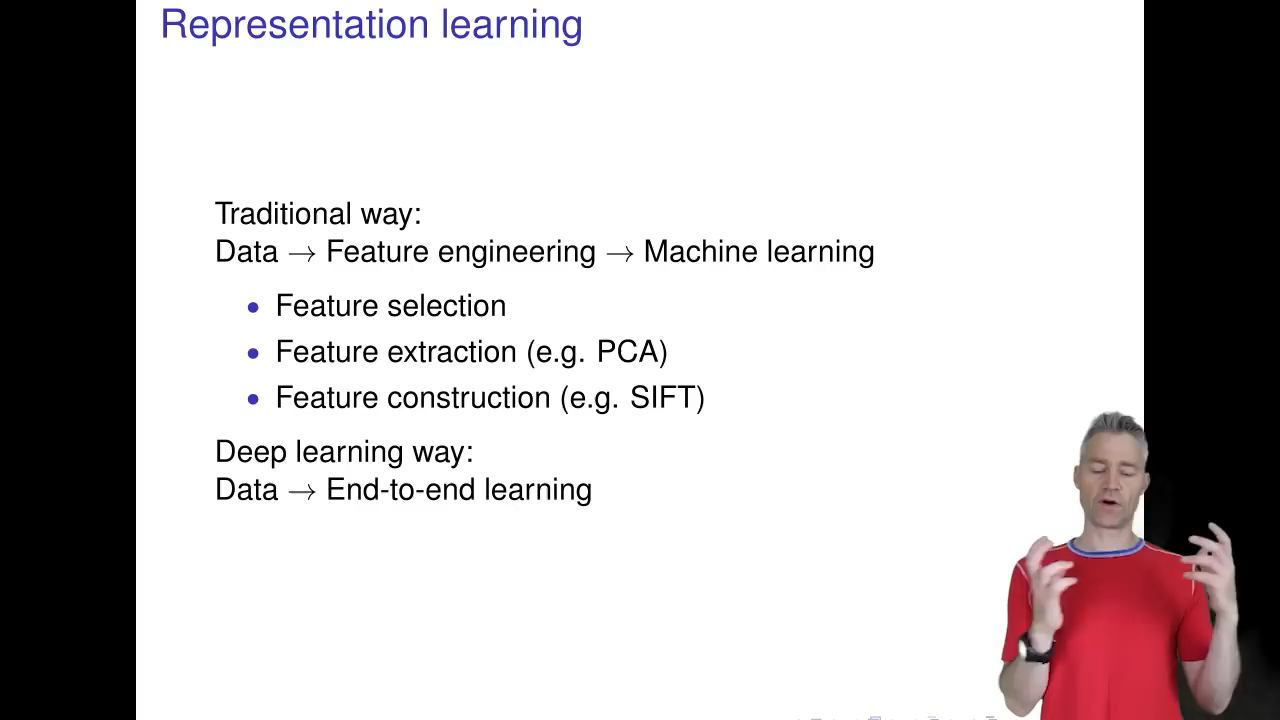 Representation learning
Traditional way:
Data → Feature engineering → Machine learning
• Feature selection
• Feature extraction (e.g. PCA)
• Feature construction (e.g. SIFT)
Deep learning way:
Data → End-to-end learning